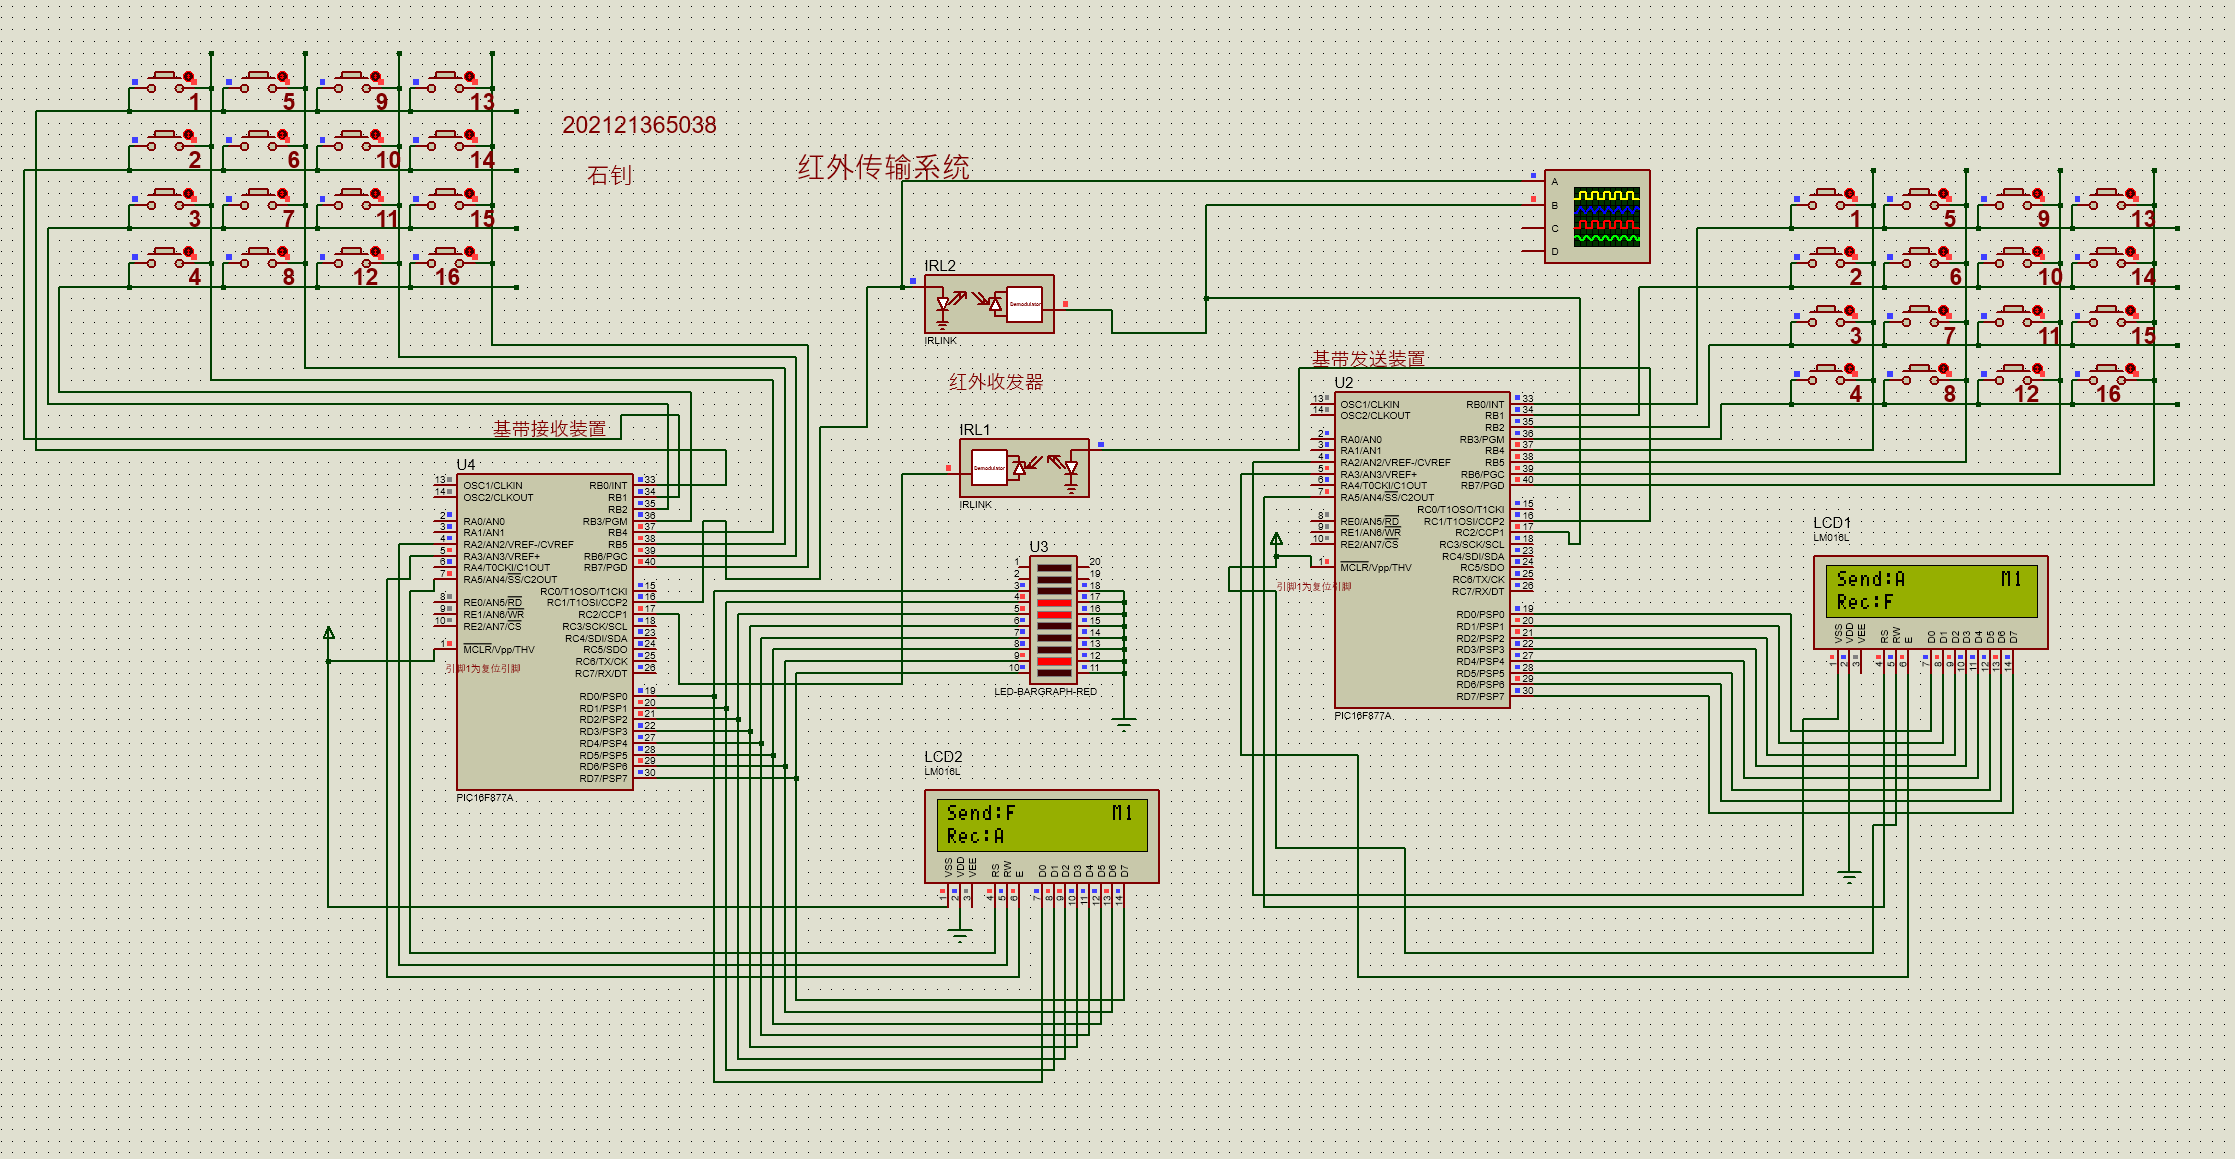 1 5 9 13
2 6 10 14
3 7 11 15
4 8 12 16
202121365038
石钊
红外传输系统
A
B
C
D
1 5 9 13
2 6 10 14
3 7 11 15
4 8 12 16
IRL2
Demodulator
IRLINK
红外收发器
IRL1
Demodulator
IRLINK
基带接收装置
U4
13 OSC1/CLKIN
14 OSC2/CLKOUT
2 RA0/AN0
3 RA1/AN1
4 RA2/AN2/VREF-/CVREF
5 RA3/AN3/VREF+
6 RA4/T0CKI/C1OUT
7 RA5/AN4/SS/C2OUT
8 RE0/AN5/RD
9 RE1/AN6/WR
10 RE2/AN7/CS
1 MCLR/Vpp/THV
引脚1为复位引脚
RB0/INT 33
RB1 34
RB2 35
RB3/PGM 36
RB4 37
RB5 38
RB6/PGC 39
RB7/PGD 40
RC0/T1OSO/T1CKI 15
RC1/T1OSI/CCP2 16
RC2/CCP1 17
RC3/SCK/SCL 18
RC4/SDI/SDA 23
RC5/SDO 24
RC6/TX/CK 25
RC7/RX/DT 26
RD0/PSP0 19
RD1/PSP1 20
RD2/PSP2 21
RD3/PSP3 22
RD4/PSP4 27
RD5/PSP5 28
RD6/PSP6 29
RD7/PSP7 30
PIC16F877A
U3
1 20
2 19
3 18
4 17
5 16
6 15
7 14
8 13
9 12
10 11
LED-BARGRAPH-RED
LCD2
LM016L
Send:F M1
Rec:A
VSS VDD VEE RS RW E D0 D1 D2 D3 D4 D5 D6 D7
1 2 3 4 5 6 7 8 9 10 11 12 13 14
基带发送装置
U2
13 OSC1/CLKIN
14 OSC2/CLKOUT
2 RA0/AN0
3 RA1/AN1
4 RA2/AN2/VREF-/CVREF
5 RA3/AN3/VREF+
6 RA4/T0CKI/C1OUT
7 RA5/AN4/SS/C2OUT
8 RE0/AN5/RD
9 RE1/AN6/WR
10 RE2/AN7/CS
1 MCLR/Vpp/THV
引脚1为复位引脚
RB0/INT 33
RB1 34
RB2 35
RB3/PGM 36
RB4 37
RB5 38
RB6/PGC 39
RB7/PGD 40
RC0/T1OSO/T1CKI 15
RC1/T1OSI/CCP2 16
RC2/CCP1 17
RC3/SCK/SCL 18
RC4/SDI/SDA 23
RC5/SDO 24
RC6/TX/CK 25
RC7/RX/DT 26
RD0/PSP0 19
RD1/PSP1 20
RD2/PSP2 21
RD3/PSP3 22
RD4/PSP4 27
RD5/PSP5 28
RD6/PSP6 29
RD7/PSP7 30
PIC16F877A
LCD1
LM016L
Send:A M1
Rec:F
VSS VDD VEE RS RW E D0 D1 D2 D3 D4 D5 D6 D7
1 2 3 4 5 6 7 8 9 10 11 12 13 14